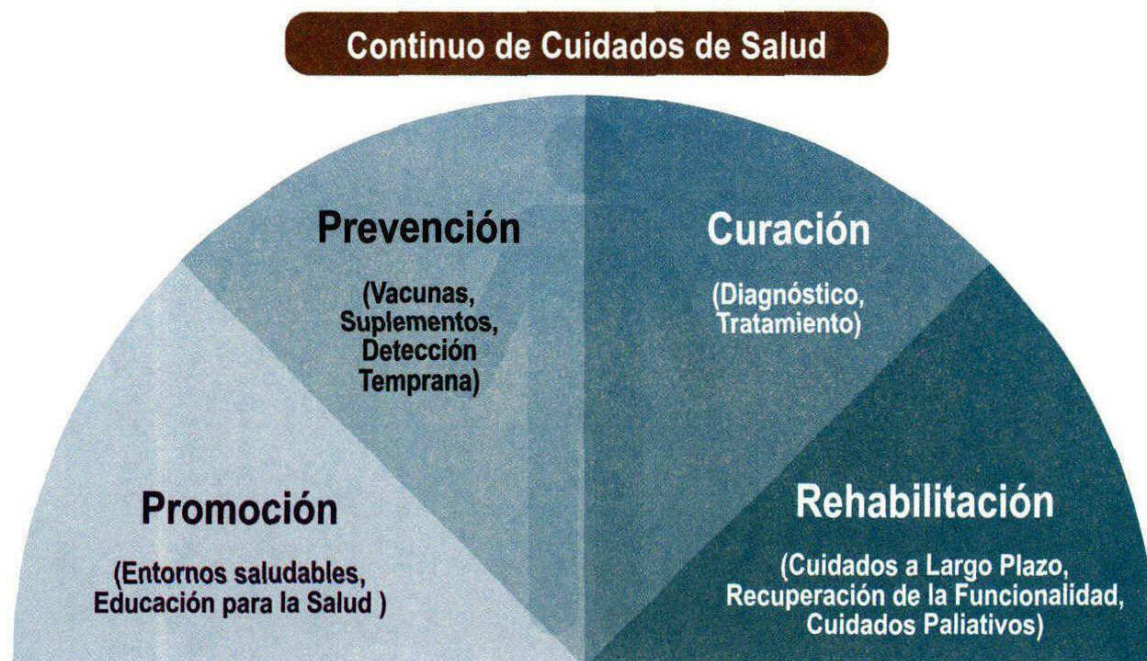 Continuo de Cuidados de Salud
Prevención
(Vacunas,
Suplementos,
Detección
Temprana)
Curación
(Diagnóstico,
Tratamiento)
Promoción
(Entornos saludables,
Educación para la Salud )
Rehabilitación
(Cuidados a Largo Plazo,
Recuperación de la Funcionalidad,
Cuidados Paliativos)